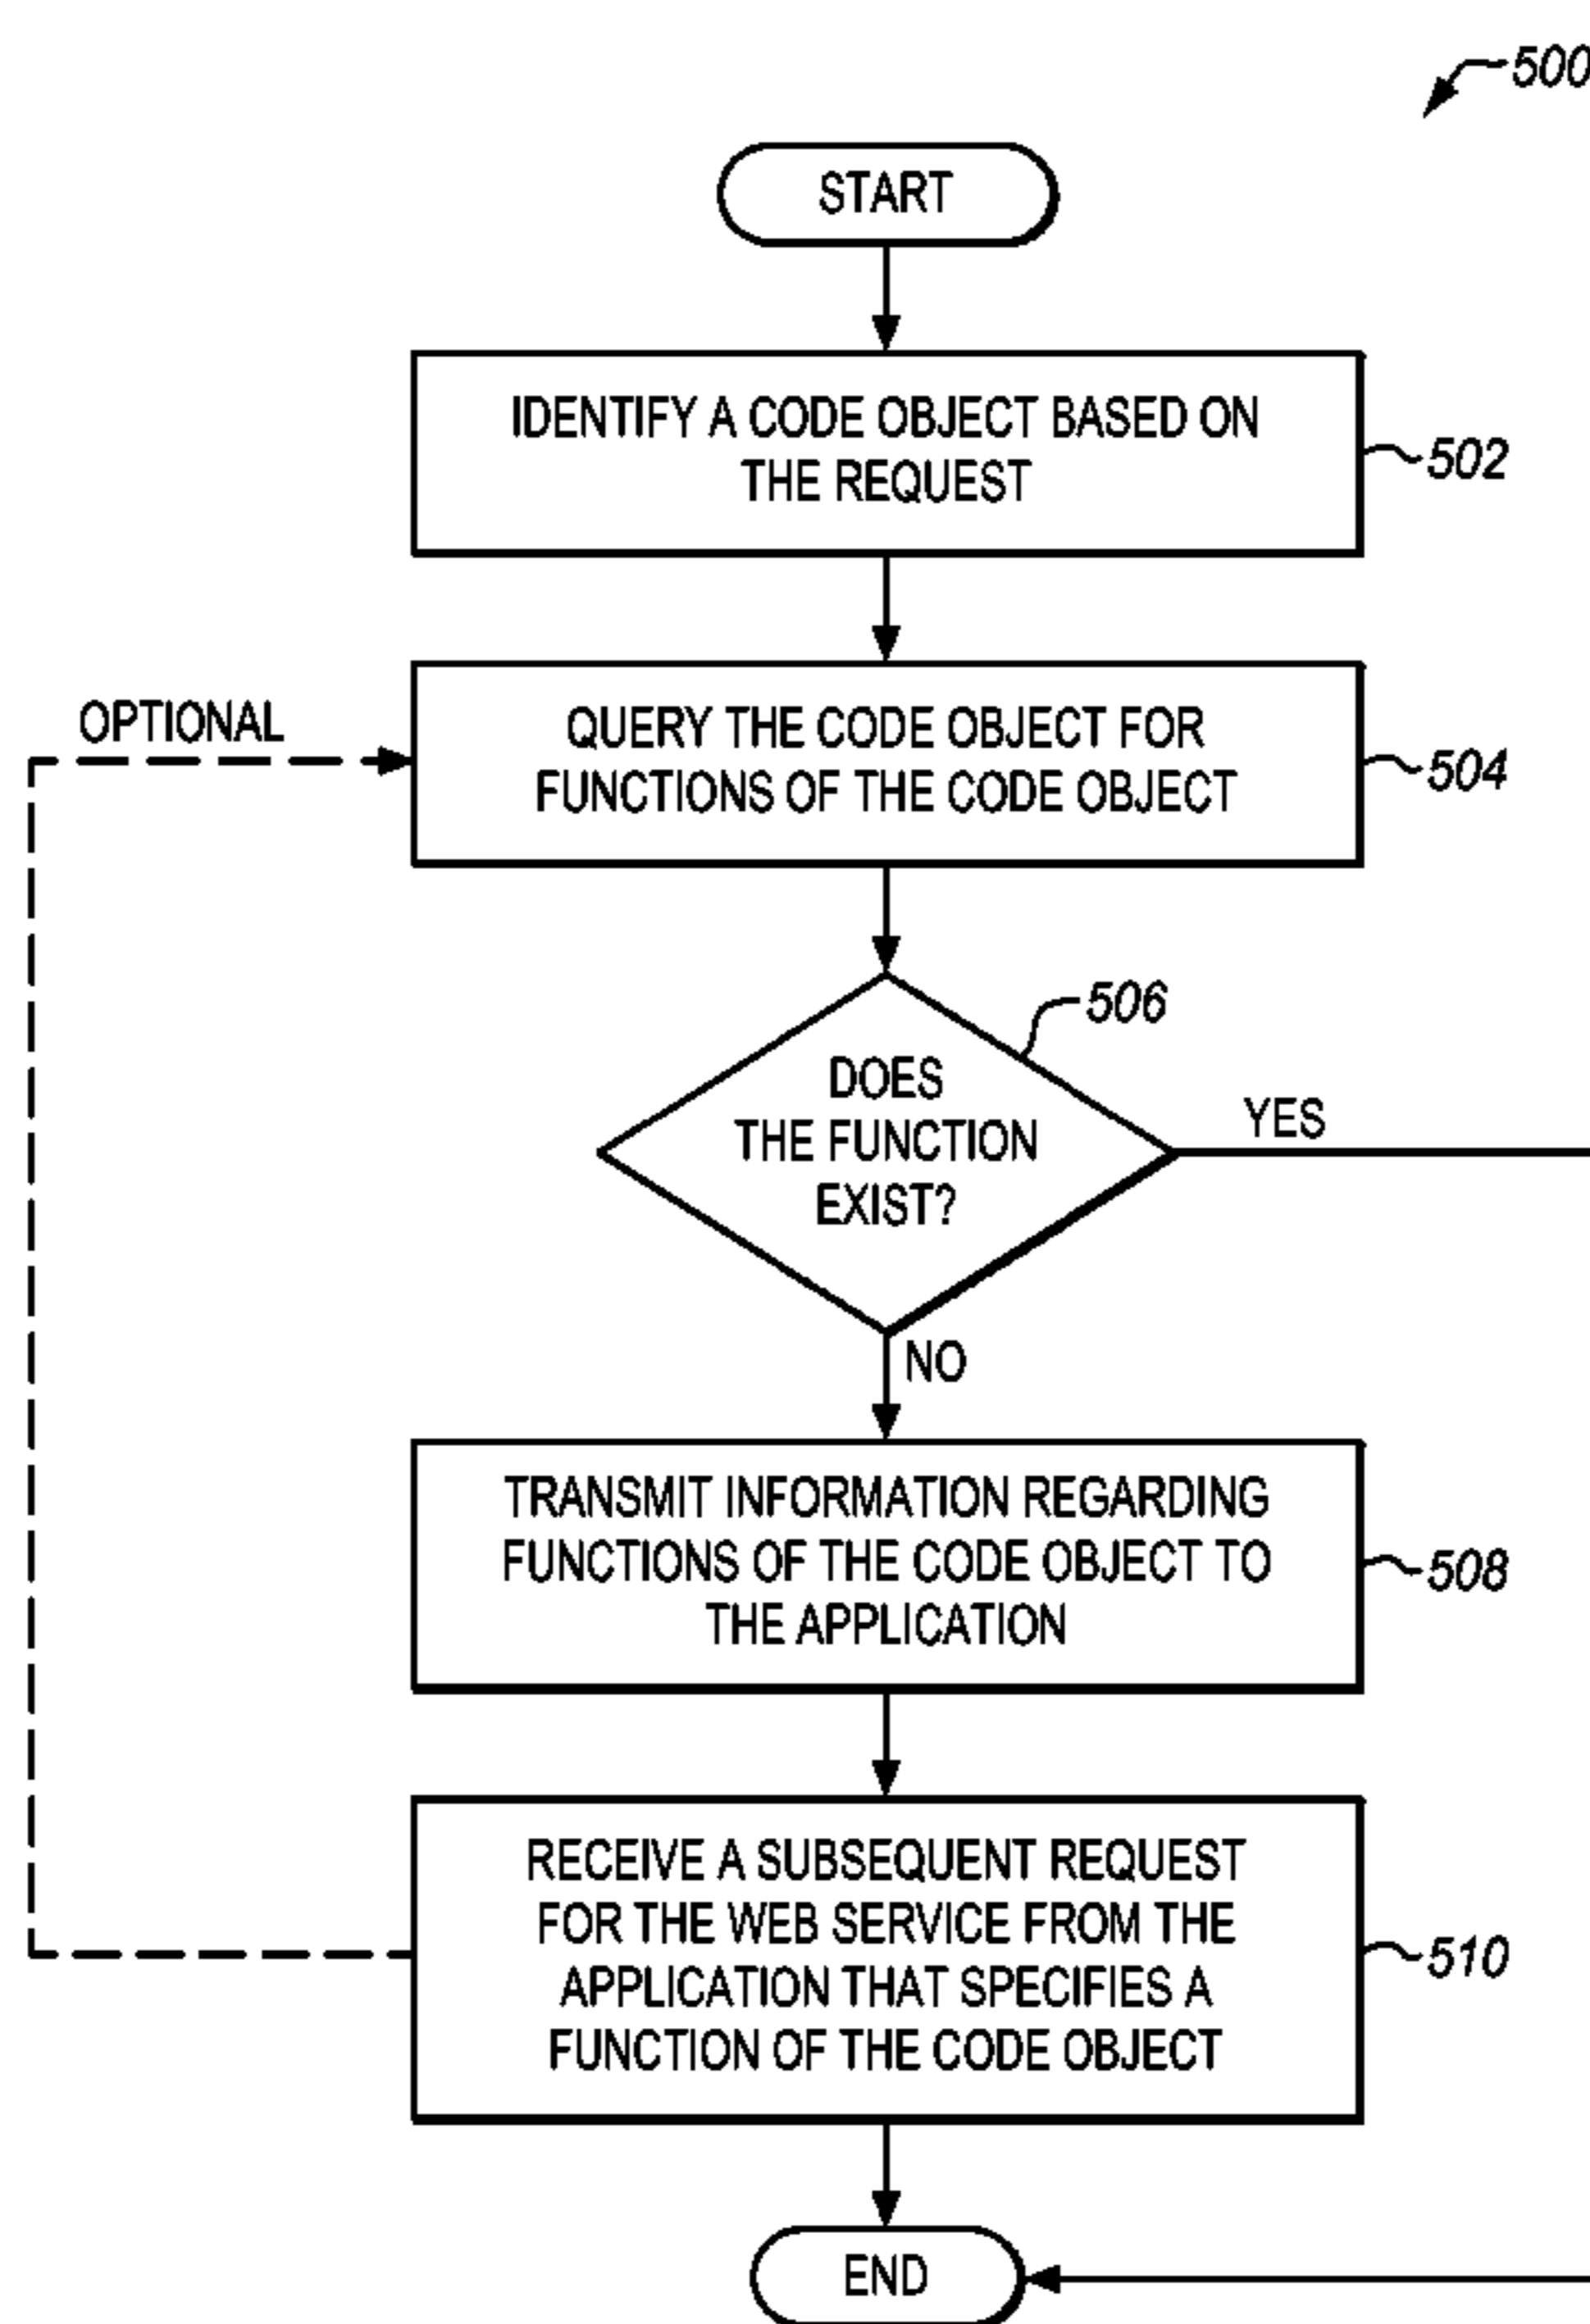 500
START
IDENTIFY A CODE OBJECT BASED ON
THE REQUEST
502
OPTIONAL
QUERY THE CODE OBJECT FOR
FUNCTIONS OF THE CODE OBJECT
504
506
DOES
THE FUNCTION
EXIST?
YES
NO
TRANSMIT INFORMATION REGARDING
FUNCTIONS OF THE CODE OBJECT TO
THE APPLICATION
508
RECEIVE A SUBSEQUENT REQUEST
FOR THE WEB SERVICE FROM THE
APPLICATION THAT SPECIFIES A
FUNCTION OF THE CODE OBJECT
510
END